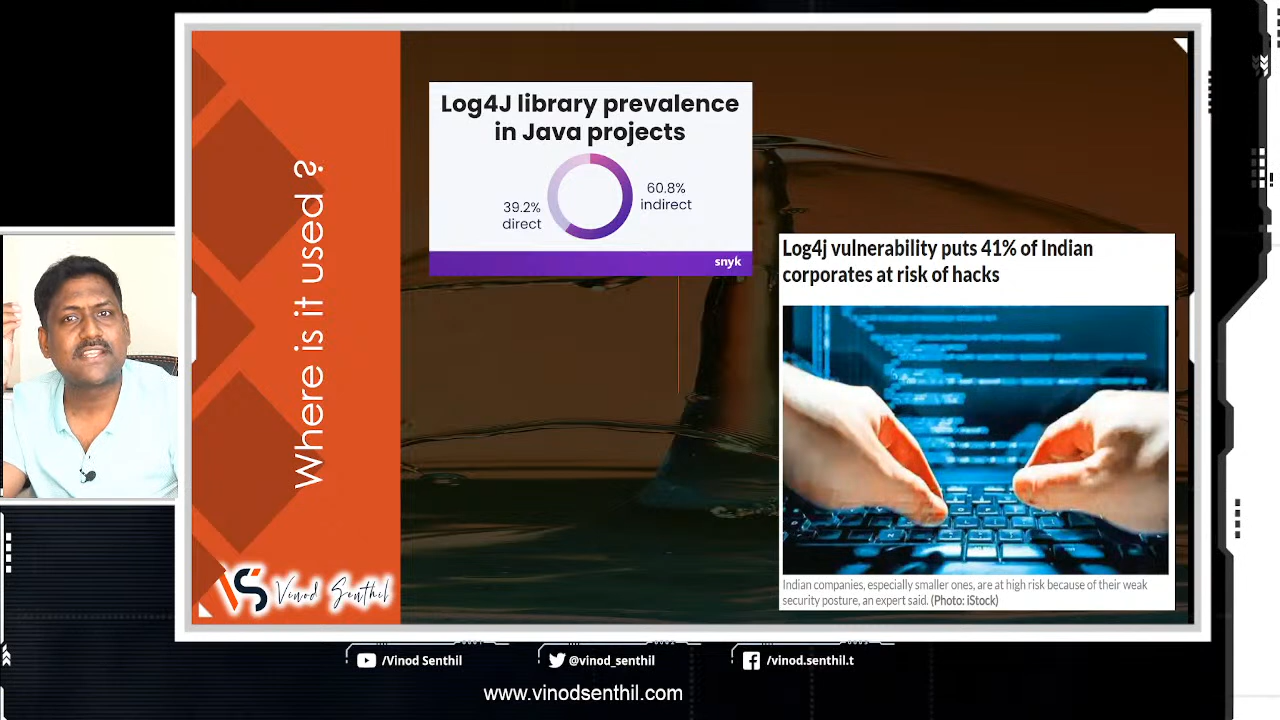 Where is it used ?
Log4J library prevalence
in Java projects
60.8%
indirect
39.2%
direct
snyk
Log4j vulnerability puts 41% of Indian
corporates at risk of hacks
Indian companies, especially smaller ones, are at high risk because of their weak
security posture, an expert said. (Photo: iStock)
VS Vinod Senthil
/Vinod Senthil
@vinod_senthil
/vinod.senthil.t
www.vinodsenthil.com